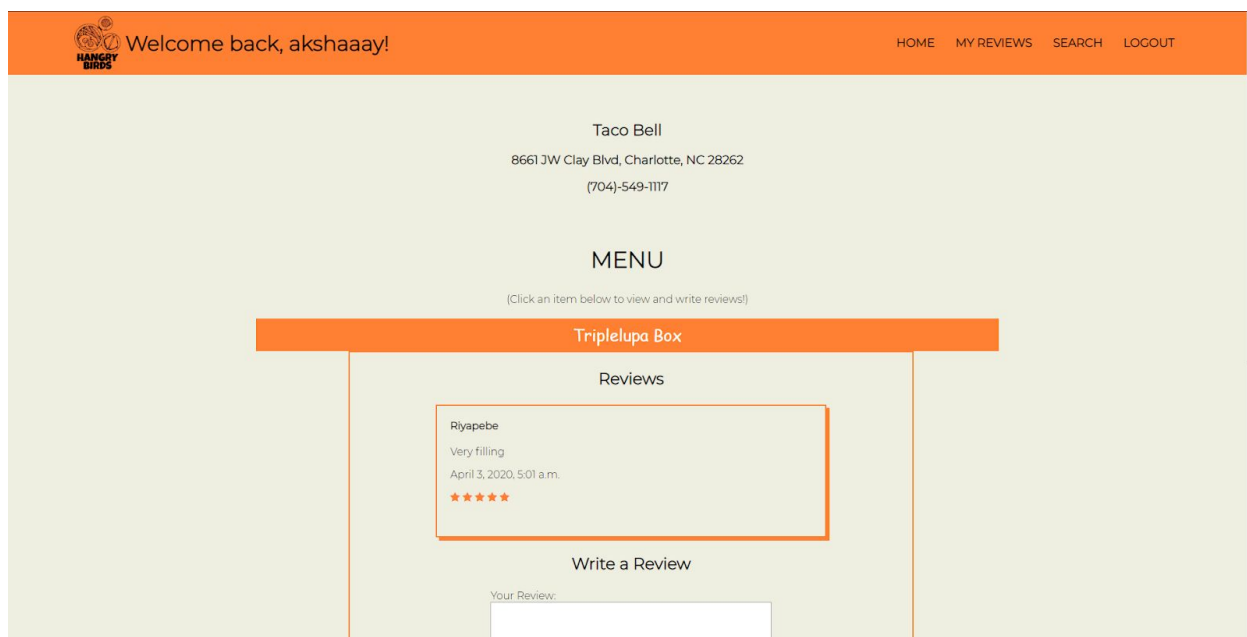 HANGRY
BIRDS
Welcome back, akshaaay!
HOME MY REVIEWS SEARCH LOGOUT
Taco Bell
8661 JW Clay Blvd, Charlotte, NC 28262
(704)-549-1117
MENU
(Click an item below to view and write reviews!)
Triplelupa Box
Reviews
Riyapebe
Very filling
April 3, 2020, 5:01 a.m.
Write a Review
Your Review: